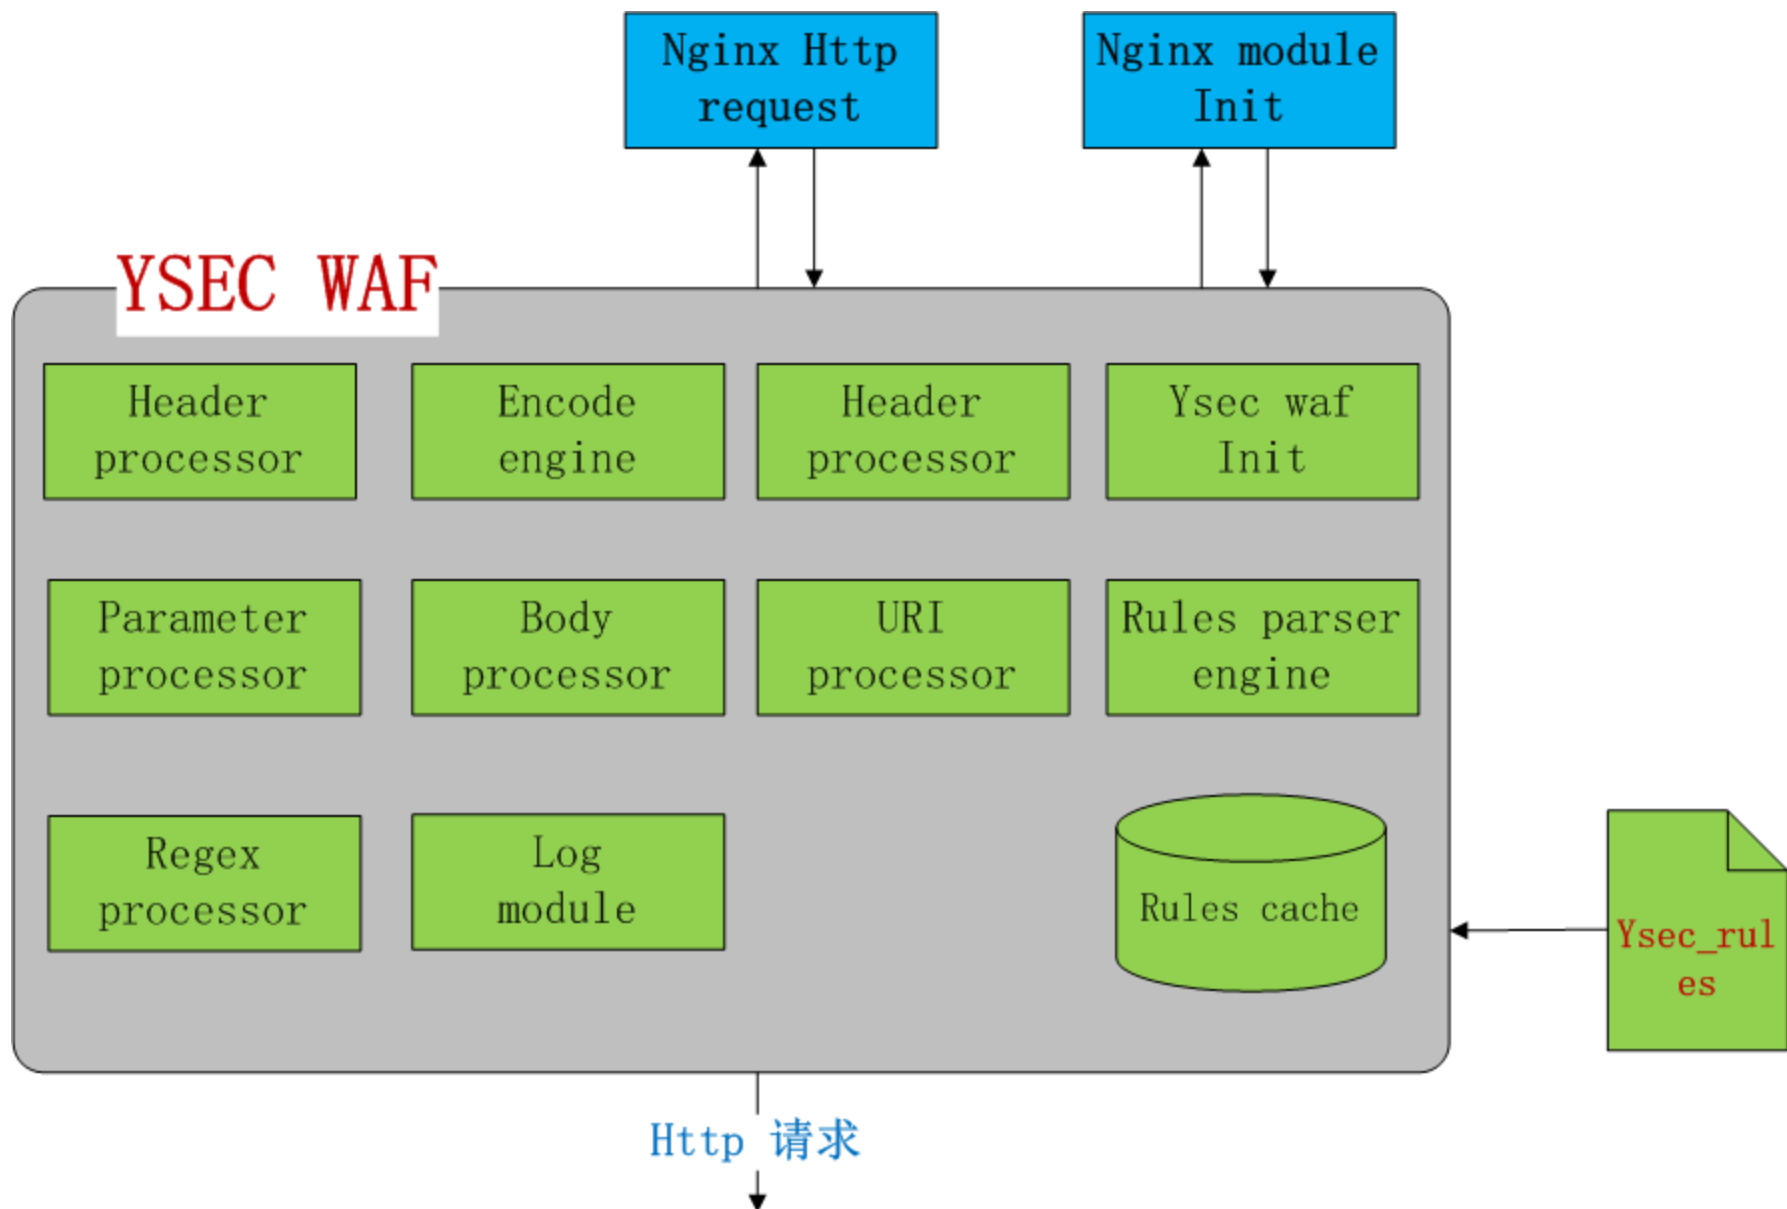 Nginx Http
request
Nginx module
Init
YSEC WAF
Header
processor
Encode
engine
Header
processor
Ysec waf
Init
Parameter
processor
Body
processor
URI
processor
Rules parser
engine
Regex
processor
Log
module
Rules cache
Ysec_rul
es
Http 请求